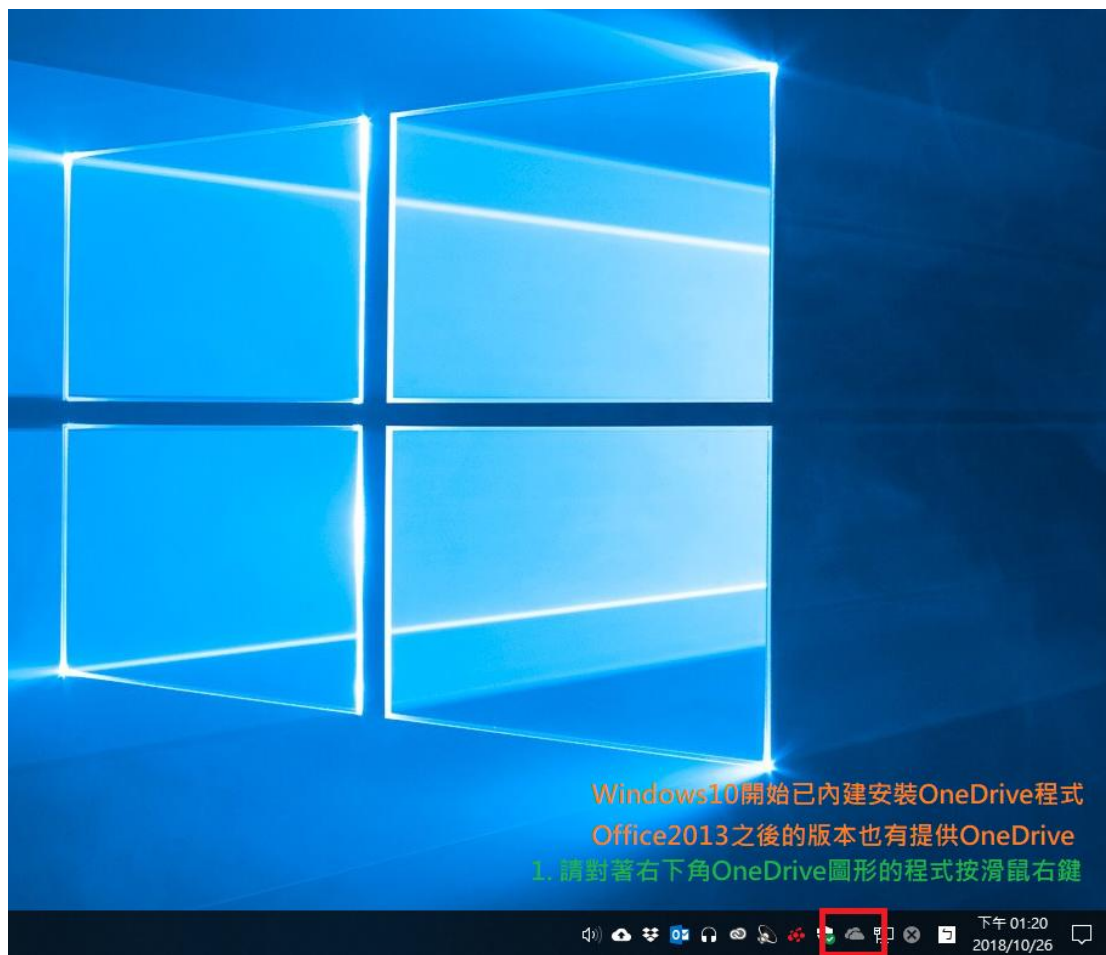 Windows10開始已內建安裝OneDrive程式
Office2013之後的版本也有提供OneDrive
1. 請對著右下角OneDrive圖形的程式按滑鼠右鍵
ㄅ
下午 01:20
2018/10/26